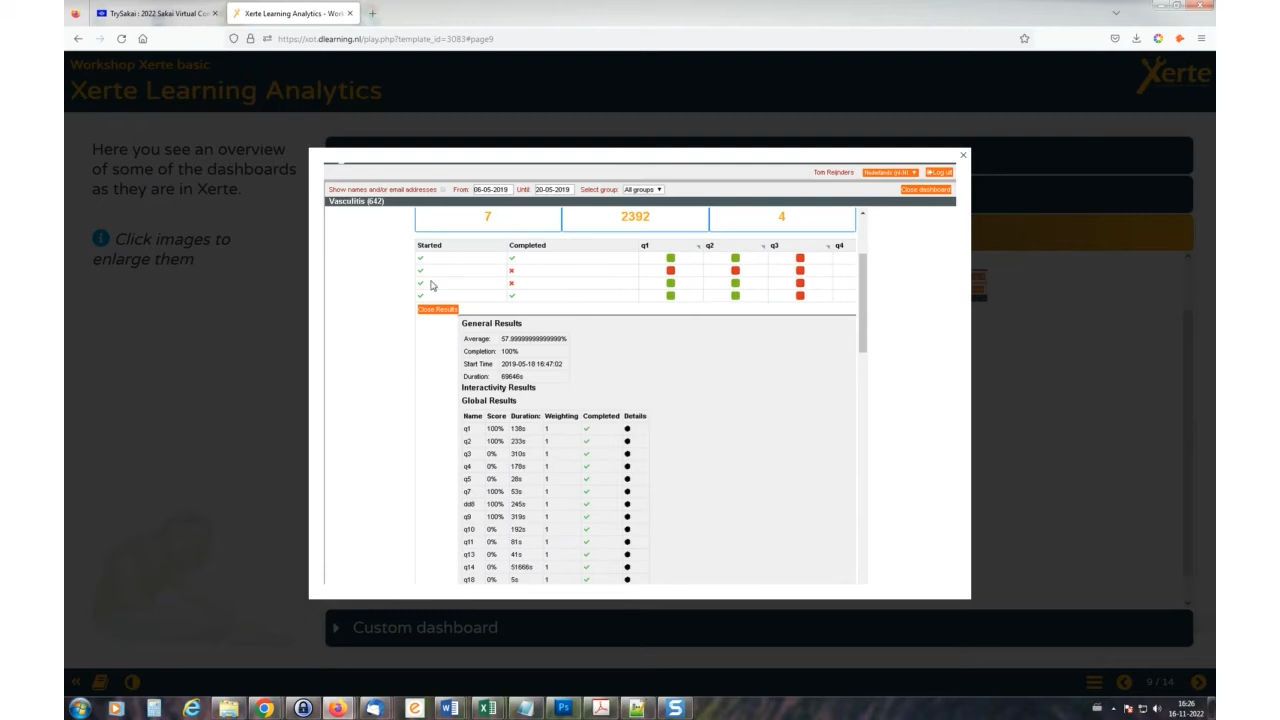 TrySakai : 2022 Sakai Virtual Con
Xerte Learning Analytics - Work
https://xot.dlearning.nl/play.php?template_id=3083#page9
Workshop Xerte basic
Xerte Learning Analytics
Xerte
Here you see an overview
of some of the dashboards
as they are in Xerte.
Click images to
enlarge them
Tom Reijnders Nederlands (nl-NL) Log uit
Show names and/or email addresses From: 06-05-2019 Until: 20-05-2019 Select group: All groups Close dashboard
Vasculitis (642)
7 2392 4
Started Completed q1 q2 q3 q4
Close Results
General Results
Average: 57.99999999999999%
Completion: 100%
Start Time 2019-05-18 16:47:02
Duration: 69646s
Interactivity Results
Global Results
Name Score Duration: Weighting Completed Details
q1 100% 138s 1
q2 100% 233s 1
q3 0% 310s 1
q4 0% 178s 1
q5 0% 28s 1
q7 100% 53s 1
dd8 100% 245s 1
q9 100% 319s 1
q10 0% 192s 1
q11 0% 81s 1
q13 0% 41s 1
q14 0% 51666s 1
q18 0% 5s 1
Custom dashboard
9 / 14
16:26
16-11-2022